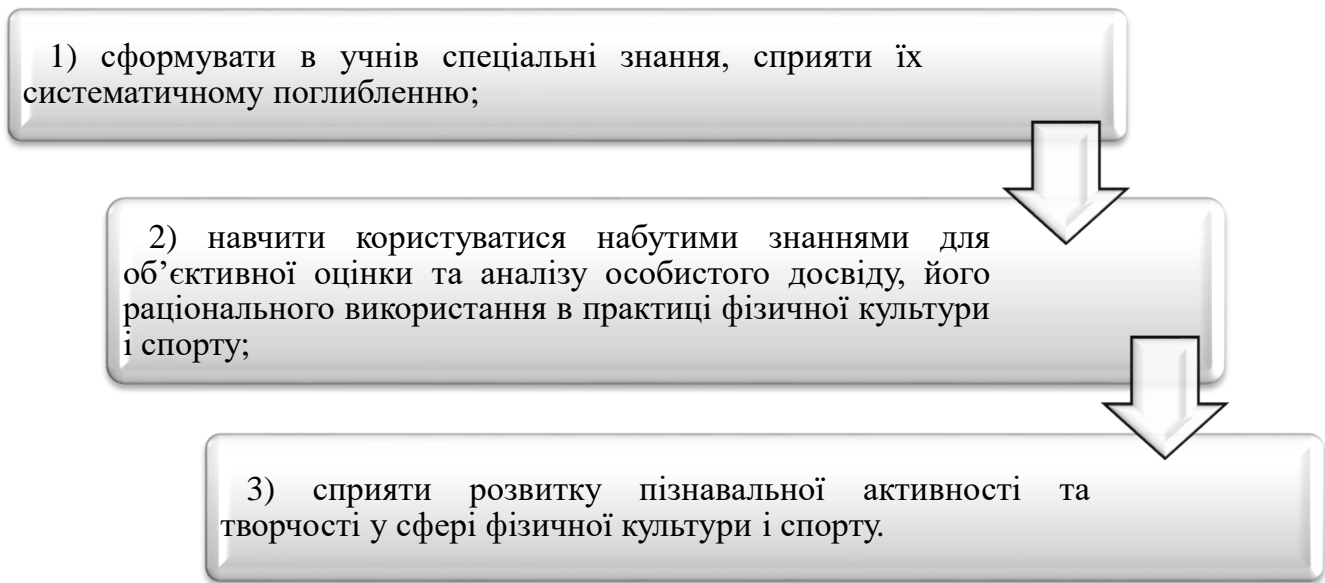 1) сформувати в учнів спеціальні знання, сприяти їх
систематичному поглибленню;
2) навчити користуватися набутими знаннями для
об’єктивної оцінки та аналізу особистого досвіду, його
раціонального використання в практиці фізичної культури
і спорту;
3) сприяти розвитку пізнавальної активності та
творчості у сфері фізичної культури і спорту.